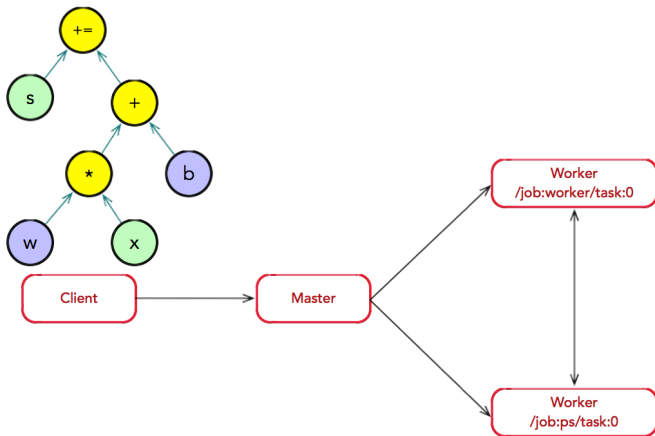 +=
s
+
*
b
w
x
Worker
/job:worker/task:0
Client
Master
Worker
/job:ps/task:0